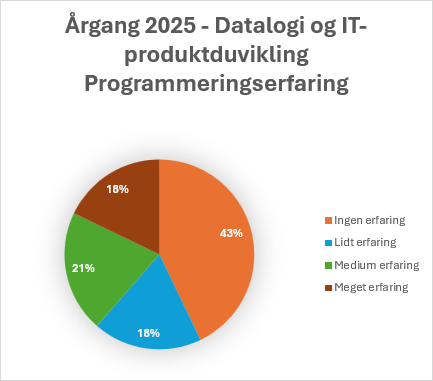 Årgang 2025 - Datalogi og IT-
produktduvikling
Programmeringserfaring
18%
43%
21%
18%
Ingen erfaring
Lidt erfaring
Medium erfaring
Meget erfaring